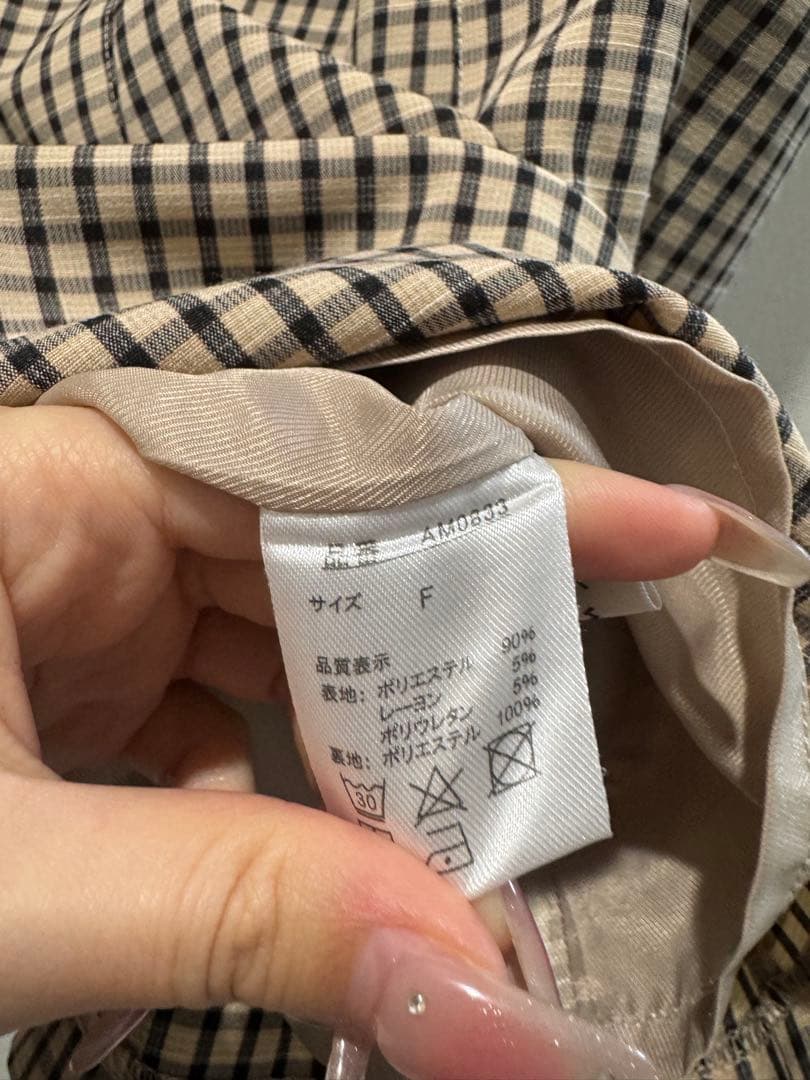 品番 AM0833
サイズ F
品質表示
表地: ポリエステル 90%
レーヨン 5%
ポリウレタン 5%
裏地: ポリエステル 100%
30